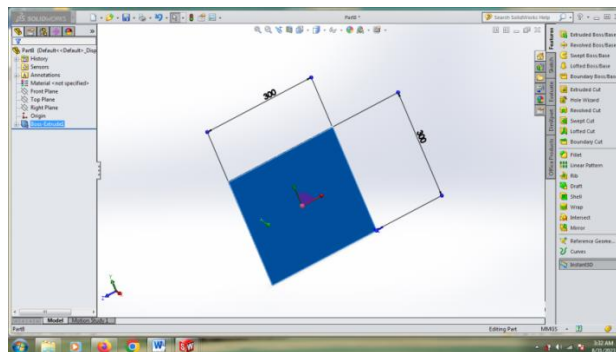 SOLIDWORKS
Part8 *
Search SolidWorks Help
Part8 (Default<<Default>_Disp
History
Sensors
Annotations
Material <not specified>
Front Plane
Top Plane
Right Plane
Origin
Boss-Extrude1
300
Features
Sketch
Evaluate
DimXpert
Office Products
Extruded Boss/Base
Revolved Boss/Base
Swept Boss/Base
Lofted Boss/Base
Boundary Boss/Base
Extruded Cut
Hole Wizard
Revolved Cut
Swept Cut
Lofted Cut
Boundary Cut
Fillet
Linear Pattern
Rib
Draft
Shell
Wrap
Intersect
Mirror
Reference Geome...
Curves
Instant3D
Model
Motion Study 1
Part8
Editing Part
MMGS